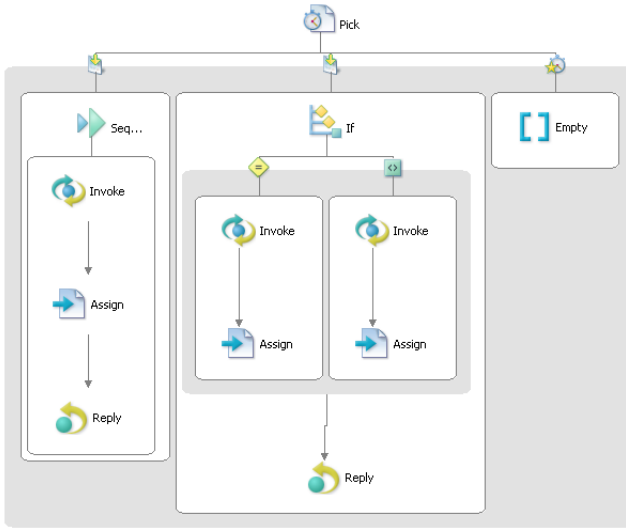 Pick
Seq...
If
Empty
Invoke
Invoke
Invoke
Assign
Assign
Assign
Reply
Reply